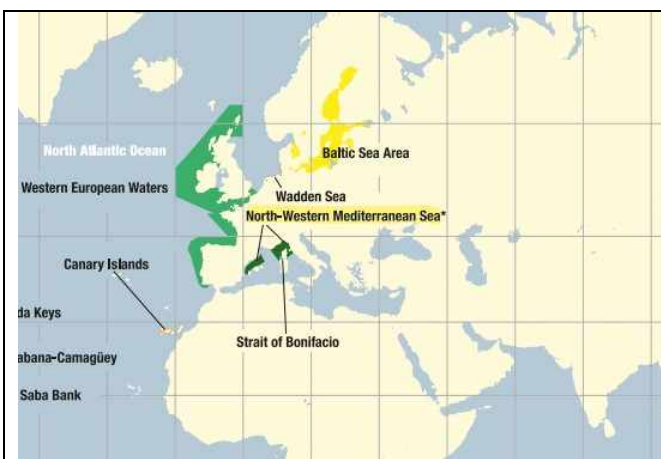 North Atlantic Ocean
Baltic Sea Area
Western European Waters
Wadden Sea
North-Western Mediterranean Sea*
Canary Islands
da Keys
Strait of Bonifacio
abana-Camagüey
Saba Bank